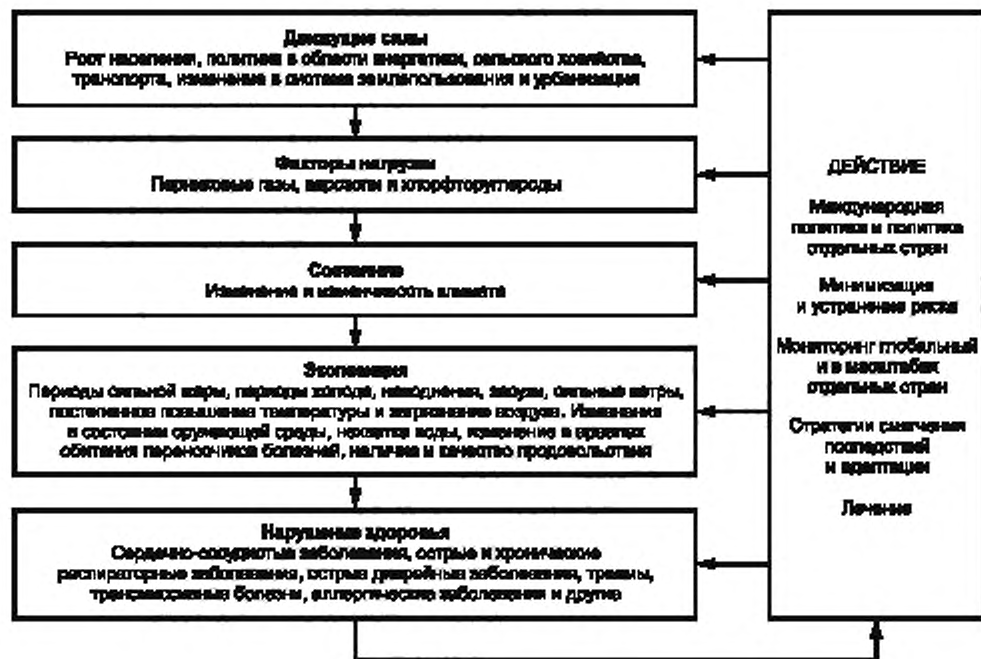 Движущие силы
Рост населения, политика в области энергетики, сельского хозяйства,
транспорта, изменение в системе землепользования и урбанизация
Факторы нагрузки
Парниковые газы, аэрозоли и хлорфторуглероды
Состояние
Изменение и изменчивость климата
Экспозиция
Периоды сильной жары, периоды холода, наводнения, засухи, сильные ветры,
постепенное повышение температуры и загрязнение воздуха. Изменения
в состоянии окружающей среды, нехватка воды, изменение в ареалах
обитания переносчиков болезней, наличие и качество продовольствия
Нарушение здоровья
Сердечно-сосудистые заболевания, острые и хронические
респираторные заболевания, острые диарейные заболевания, травмы,
трансмиссивные болезни, аллергические заболевания и другие
ДЕЙСТВИЕ
Международная
политика и политика
отдельных стран
Минимизация
и устранение риска
Мониторинг глобальный
и в масштабах
отдельных стран
Стратегии смягчения
последствий
и адаптации
Лечение